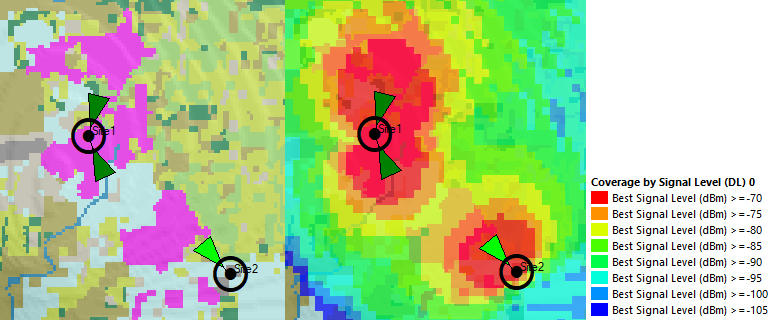 Site1
Site2
Site1
Site2
Coverage by Signal Level (DL) 0
Best Signal Level (dBm) >=-70
Best Signal Level (dBm) >=-75
Best Signal Level (dBm) >=-80
Best Signal Level (dBm) >=-85
Best Signal Level (dBm) >=-90
Best Signal Level (dBm) >=-95
Best Signal Level (dBm) >=-100
Best Signal Level (dBm) >=-105